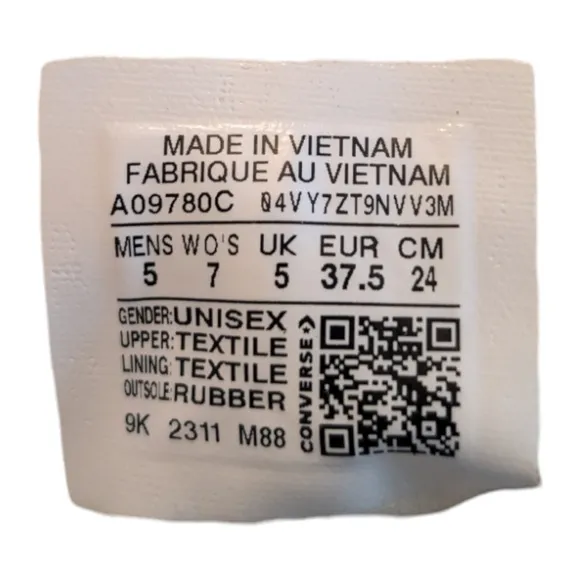 MADE IN VIETNAM
FABRIQUE AU VIETNAM
A09780C 04VY7ZT9NVV3M
MENS WO'S UK EUR CM
5 7 5 37.5 24
GENDER:UNISEX
UPPER:TEXTILE
LINING:TEXTILE
OUTSOLE:RUBBER
9K 2311 M88
CONVERSE